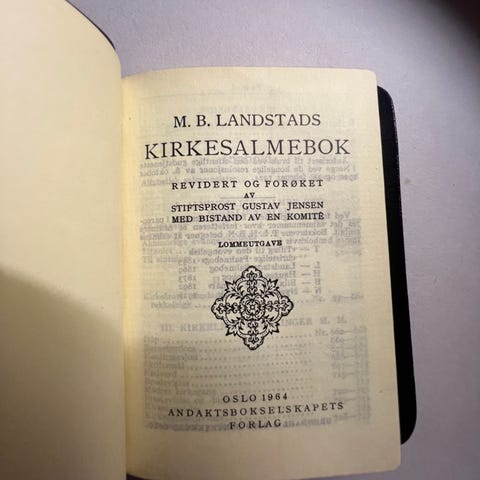 M. B. LANDSTADS
KIRKESALMEBOK
REVIDERT OG FORØKET
AV
STIFTSPROST GUSTAV JENSEN
MED BISTAND AV EN KOMITÉ
LOMMEUTGAVE
OSLO 1964
ANDAKTSBOKSELSKAPETS
FORLAG